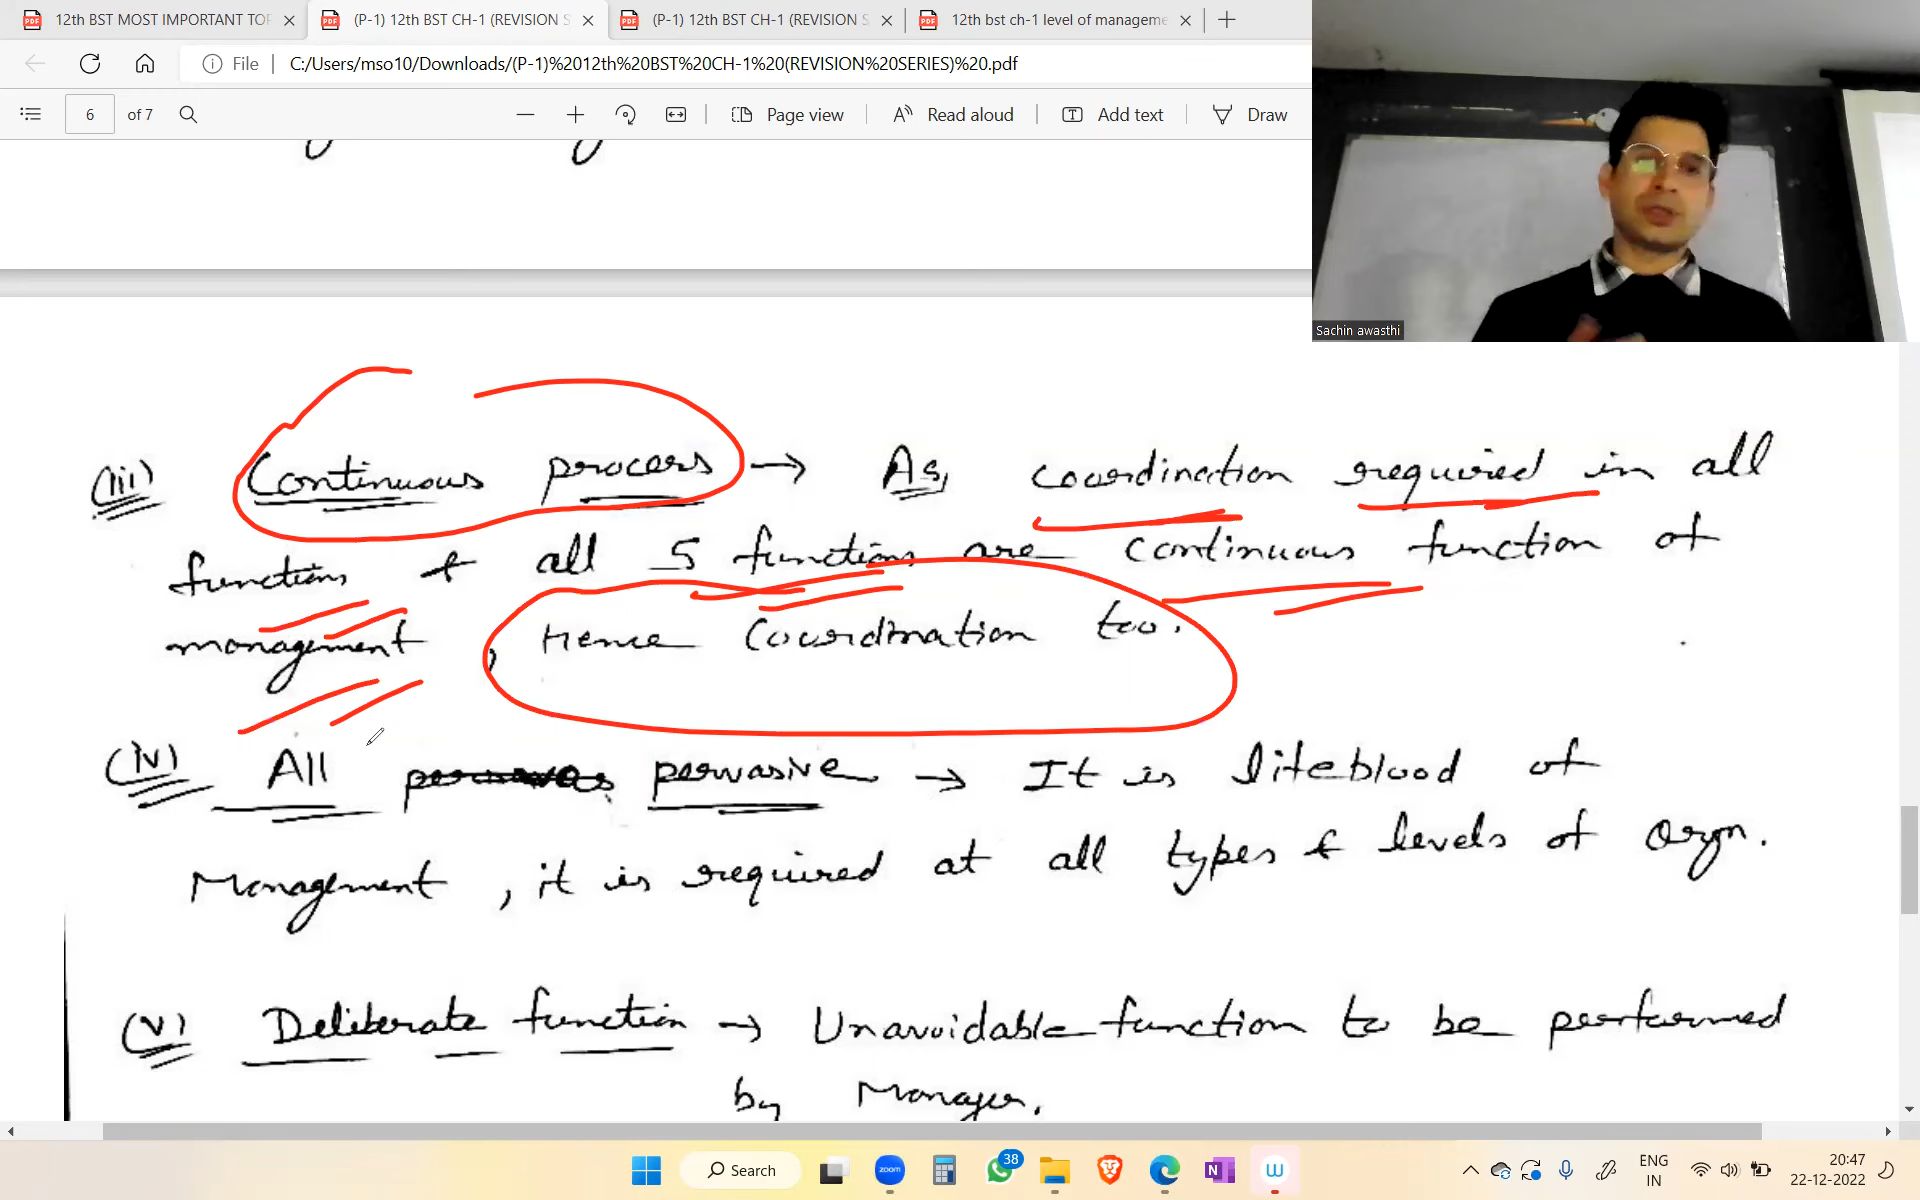 12th BST MOST IMPORTANT TOP
(P-1) 12th BST CH-1 (REVISION S
(P-1) 12th BST CH-1 (REVISION S
12th bst ch-1 level of manageme
File
C:/Users/mso10/Downloads/(P-1)%2012th%20BST%20CH-1%20(REVISION%20SERIES)%20.pdf
6 of 7
Page view
Read aloud
Add text
Draw
Sachin awasthi
(iii) Continuous process → As, coordination required in all
functions & all 5 functions are continuous function of
management, Hence Coordination too.
(iv) All pervasive → It is lifeblood of
Management, it is required at all types & levels of orgn.
(v) Deliberate function → Unavoidable function to be performed
by Manager.
Search
zoom
38
ENG
IN
20:47
22-12-2022